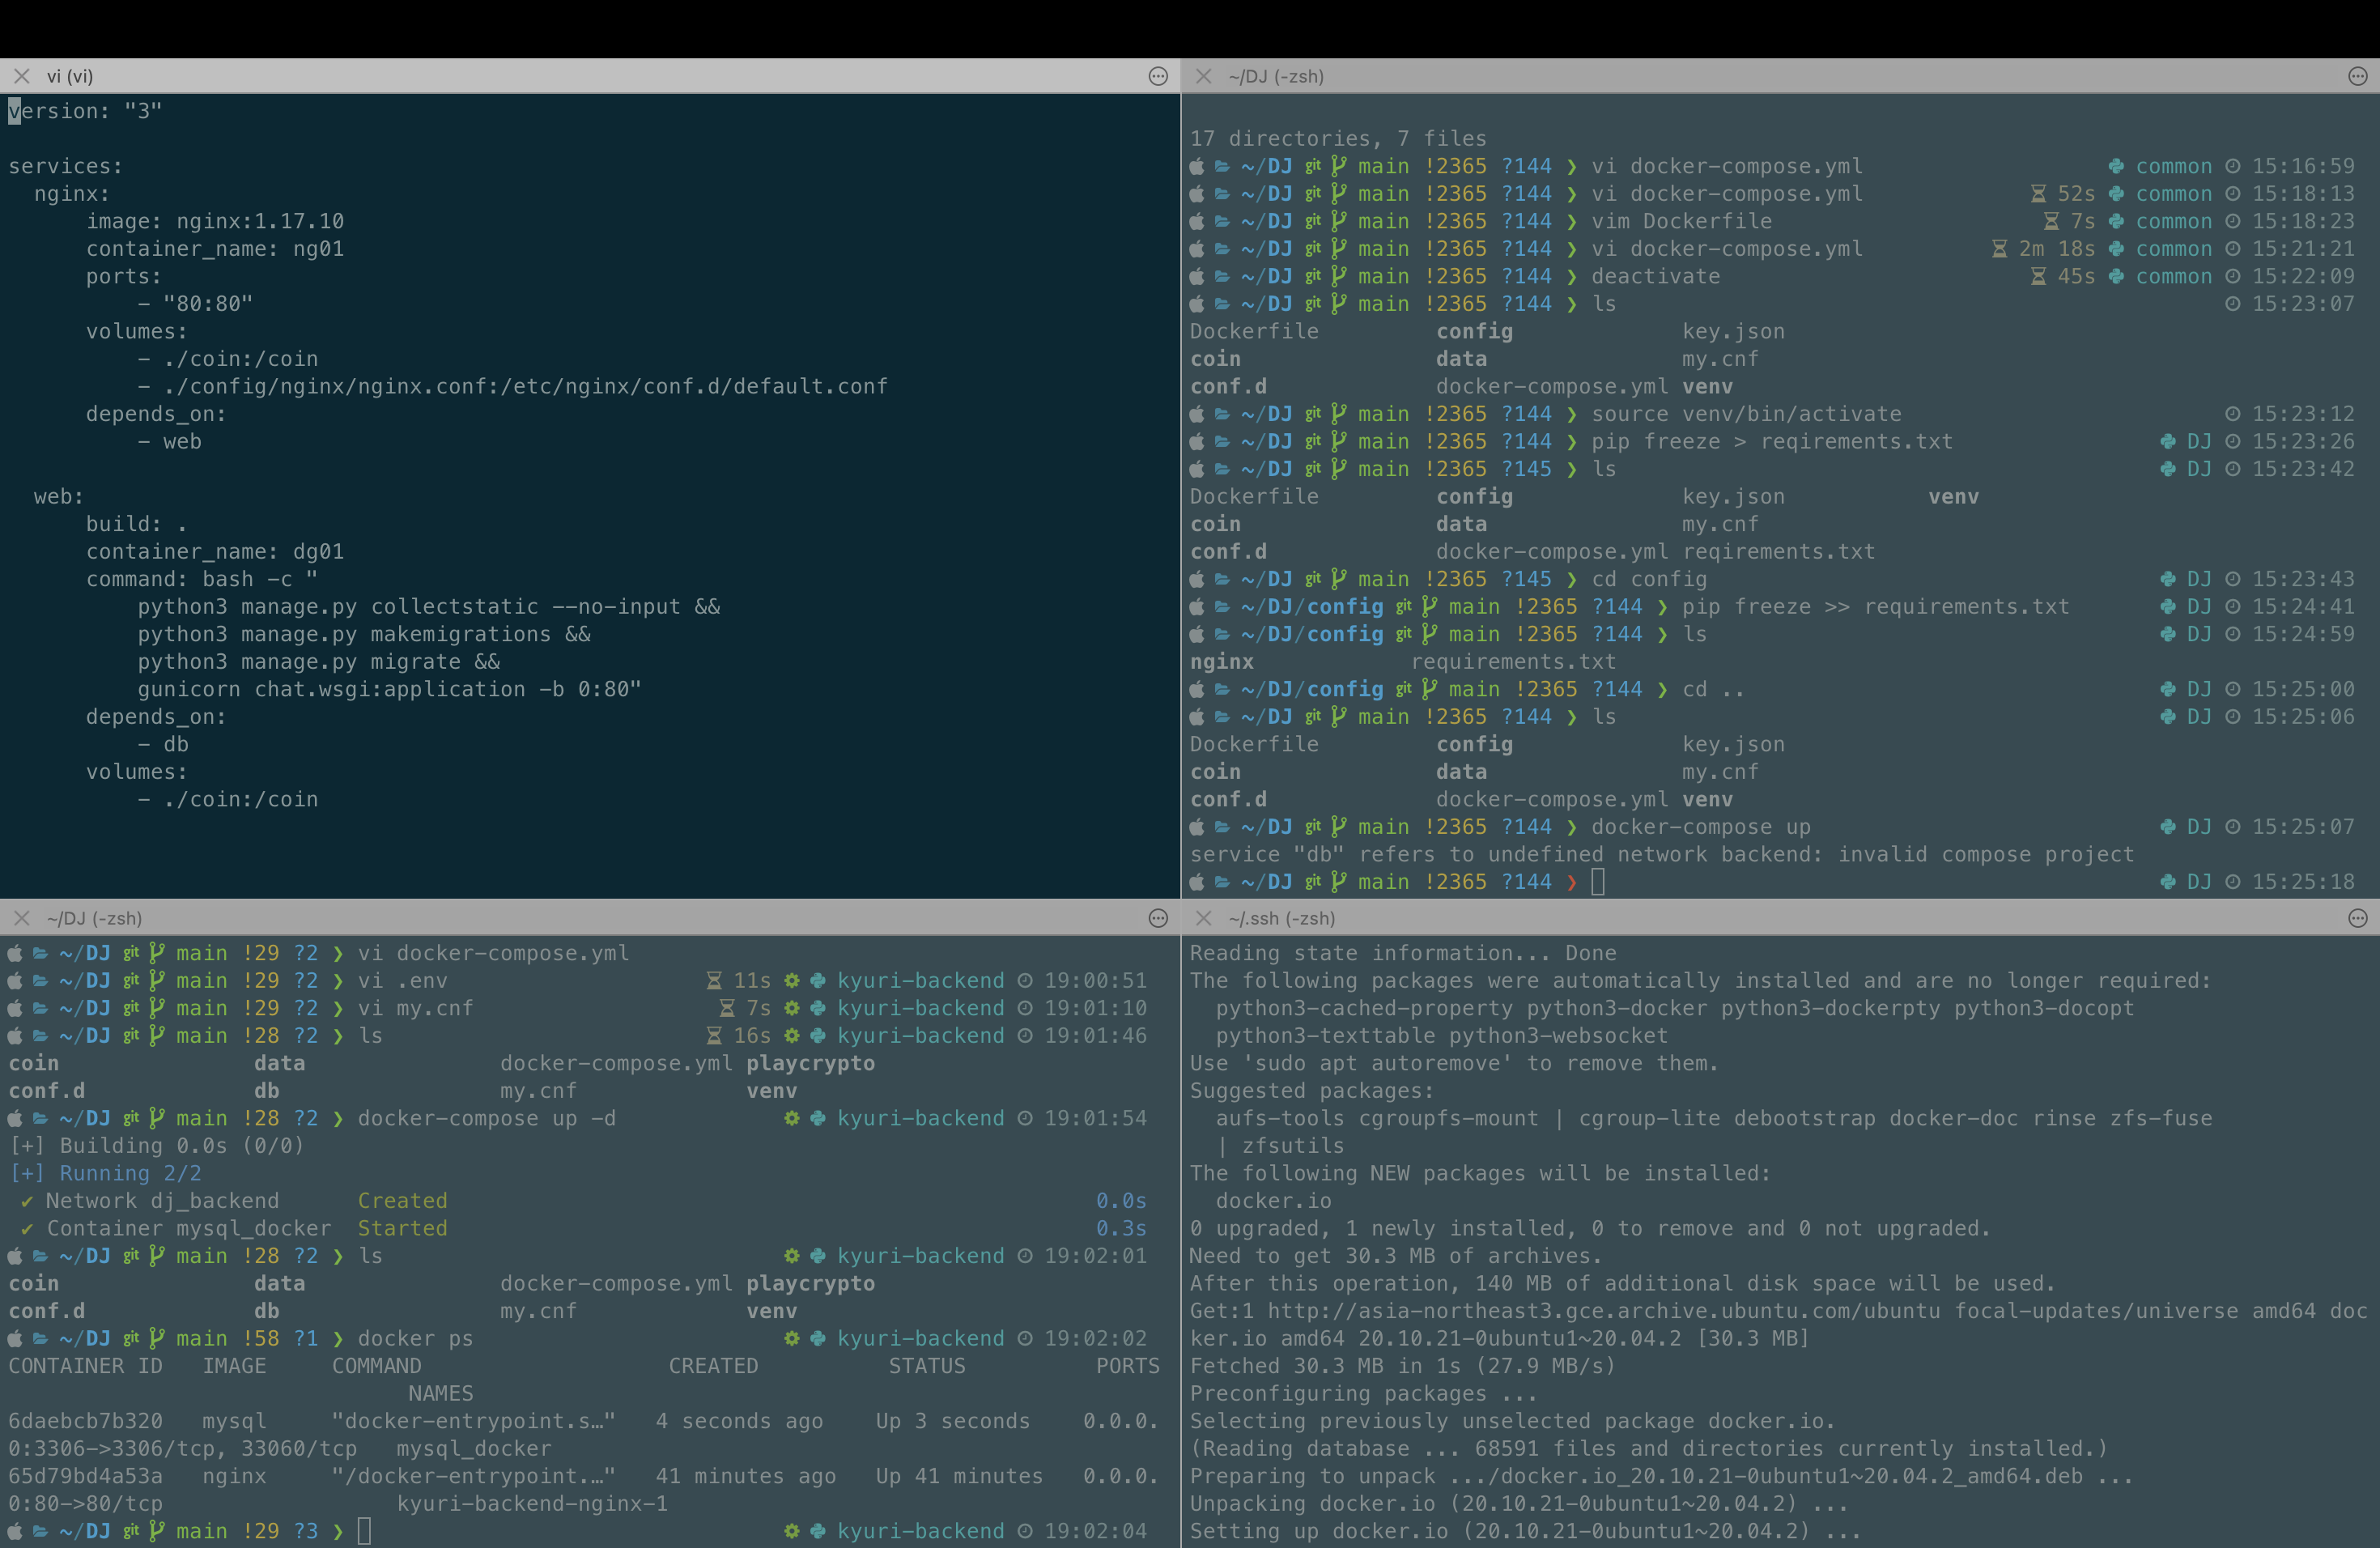 vi (vi)
version: "3"
services:
nginx:
image: nginx:1.17.10
container_name: ng01
ports:
- "80:80"
volumes:
- ./coin:/coin
- ./config/nginx/nginx.conf:/etc/nginx/conf.d/default.conf
depends_on:
- web
web:
build: .
container_name: dg01
command: bash -c "
python3 manage.py collectstatic --no-input &&
python3 manage.py makemigrations &&
python3 manage.py migrate &&
gunicorn chat.wsgi:application -b 0:80"
depends_on:
- db
volumes:
- ./coin:/coin
~/DJ (-zsh)
17 directories, 7 files
~/DJ git main !2365 ?144 ❯ vi docker-compose.yml common 15:16:59
~/DJ git main !2365 ?144 ❯ vi docker-compose.yml 52s common 15:18:13
~/DJ git main !2365 ?144 ❯ vim Dockerfile 7s common 15:18:23
~/DJ git main !2365 ?144 ❯ vi docker-compose.yml 2m 18s common 15:21:21
~/DJ git main !2365 ?144 ❯ deactivate 45s common 15:22:09
~/DJ git main !2365 ?144 ❯ ls 15:23:07
Dockerfile config key.json
coin data my.cnf
conf.d docker-compose.yml venv
~/DJ git main !2365 ?144 ❯ source venv/bin/activate 15:23:12
~/DJ git main !2365 ?144 ❯ pip freeze > reqirements.txt DJ 15:23:26
~/DJ git main !2365 ?145 ❯ ls DJ 15:23:42
Dockerfile config key.json venv
coin data my.cnf
conf.d docker-compose.yml reqirements.txt
~/DJ git main !2365 ?145 ❯ cd config DJ 15:23:43
~/DJ/config git main !2365 ?144 ❯ pip freeze >> requirements.txt DJ 15:24:41
~/DJ/config git main !2365 ?144 ❯ ls DJ 15:24:59
nginx requirements.txt
~/DJ/config git main !2365 ?144 ❯ cd .. DJ 15:25:00
~/DJ git main !2365 ?144 ❯ ls DJ 15:25:06
Dockerfile config key.json
coin data my.cnf
conf.d docker-compose.yml venv
~/DJ git main !2365 ?144 ❯ docker-compose up DJ 15:25:07
service "db" refers to undefined network backend: invalid compose project
~/DJ git main !2365 ?144 ❯ DJ 15:25:18
~/DJ (-zsh)
~/DJ git main !29 ?2 ❯ vi docker-compose.yml
~/DJ git main !29 ?2 ❯ vi .env 11s kyuri-backend 19:00:51
~/DJ git main !29 ?2 ❯ vi my.cnf 7s kyuri-backend 19:01:10
~/DJ git main !28 ?2 ❯ ls 16s kyuri-backend 19:01:46
coin data docker-compose.yml playcrypto
conf.d db my.cnf venv
~/DJ git main !28 ?2 ❯ docker-compose up -d kyuri-backend 19:01:54
[+] Building 0.0s (0/0)
[+] Running 2/2
✔ Network dj_backend Created 0.0s
✔ Container mysql_docker Started 0.3s
~/DJ git main !28 ?2 ❯ ls kyuri-backend 19:02:01
coin data docker-compose.yml playcrypto
conf.d db my.cnf venv
~/DJ git main !58 ?1 ❯ docker ps kyuri-backend 19:02:02
CONTAINER ID IMAGE COMMAND CREATED STATUS PORTS
NAMES
6daebcb7b320 mysql "docker-entrypoint.s…" 4 seconds ago Up 3 seconds 0.0.0.
0:3306->3306/tcp, 33060/tcp mysql_docker
65d79bd4a53a nginx "/docker-entrypoint.…" 41 minutes ago Up 41 minutes 0.0.0.
0:80->80/tcp kyuri-backend-nginx-1
~/DJ git main !29 ?3 ❯ kyuri-backend 19:02:04
~/.ssh (-zsh)
Reading state information... Done
The following packages were automatically installed and are no longer required:
python3-cached-property python3-docker python3-dockerpty python3-docopt
python3-texttable python3-websocket
Use 'sudo apt autoremove' to remove them.
Suggested packages:
aufs-tools cgroupfs-mount | cgroup-lite debootstrap docker-doc rinse zfs-fuse
| zfsutils
The following NEW packages will be installed:
docker.io
0 upgraded, 1 newly installed, 0 to remove and 0 not upgraded.
Need to get 30.3 MB of archives.
After this operation, 140 MB of additional disk space will be used.
Get:1 http://asia-northeast3.gce.archive.ubuntu.com/ubuntu focal-updates/universe amd64 doc
ker.io amd64 20.10.21-0ubuntu1~20.04.2 [30.3 MB]
Fetched 30.3 MB in 1s (27.9 MB/s)
Preconfiguring packages ...
Selecting previously unselected package docker.io.
(Reading database ... 68591 files and directories currently installed.)
Preparing to unpack .../docker.io_20.10.21-0ubuntu1~20.04.2_amd64.deb ...
Unpacking docker.io (20.10.21-0ubuntu1~20.04.2) ...
Setting up docker.io (20.10.21-0ubuntu1~20.04.2) ...